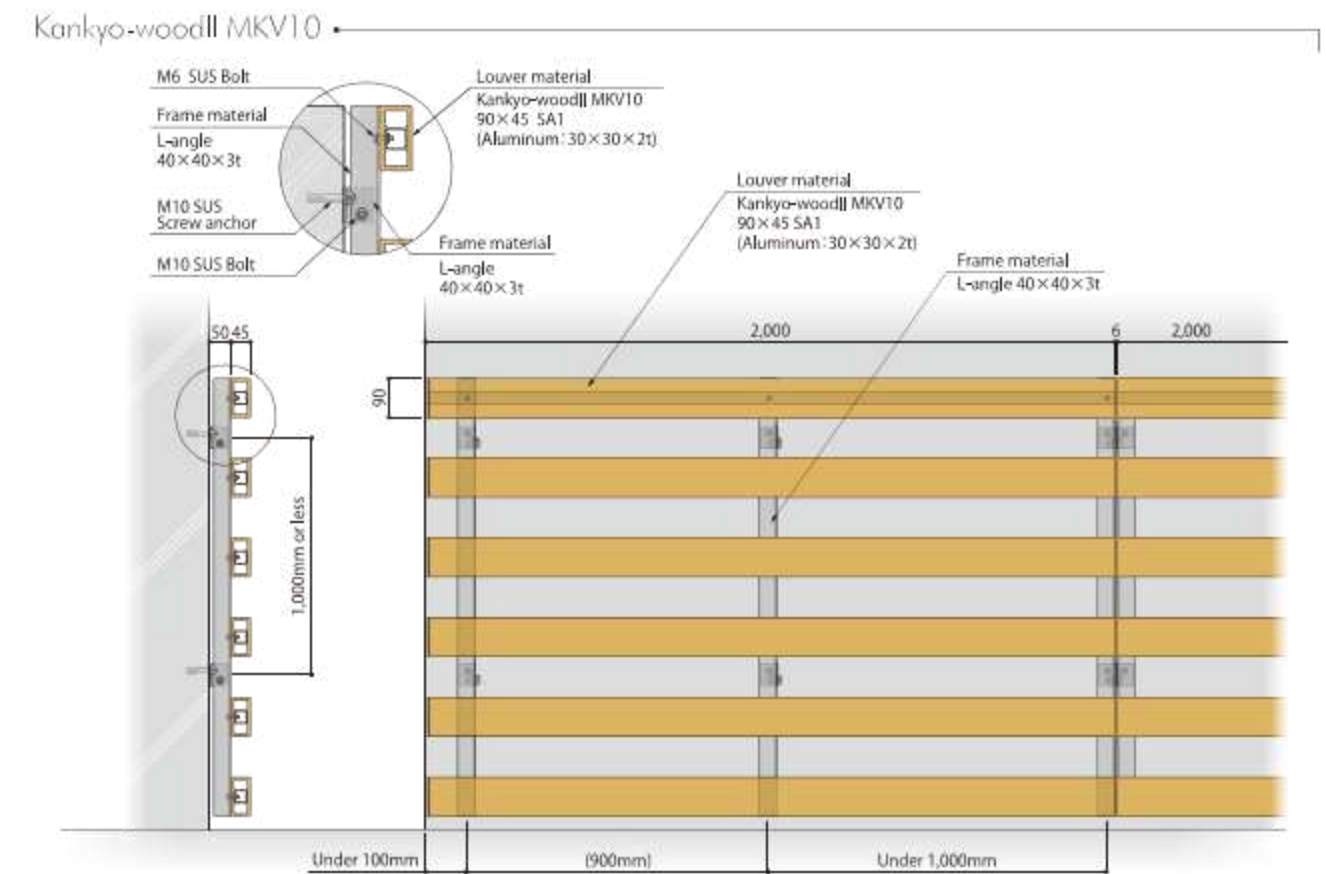 Kankyo-woodⅡ MKV10
M6 SUS Bolt
Frame material
L-angle
40×40×3t
M10 SUS
Screw anchor
M10 SUS Bolt
Louver material
Kankyo-woodⅡ MKV10
90×45 SA1
(Aluminum:30×30×2t)
Frame material
L-angle
40×40×3t
Louver material
Kankyo-woodⅡ MKV10
90×45 SA1
(Aluminum:30×30×2t)
Frame material
L-angle 40×40×3t
50 45
2,000
6
2,000
90
1,000mm or less
Under 100mm
(900mm)
Under 1,000mm